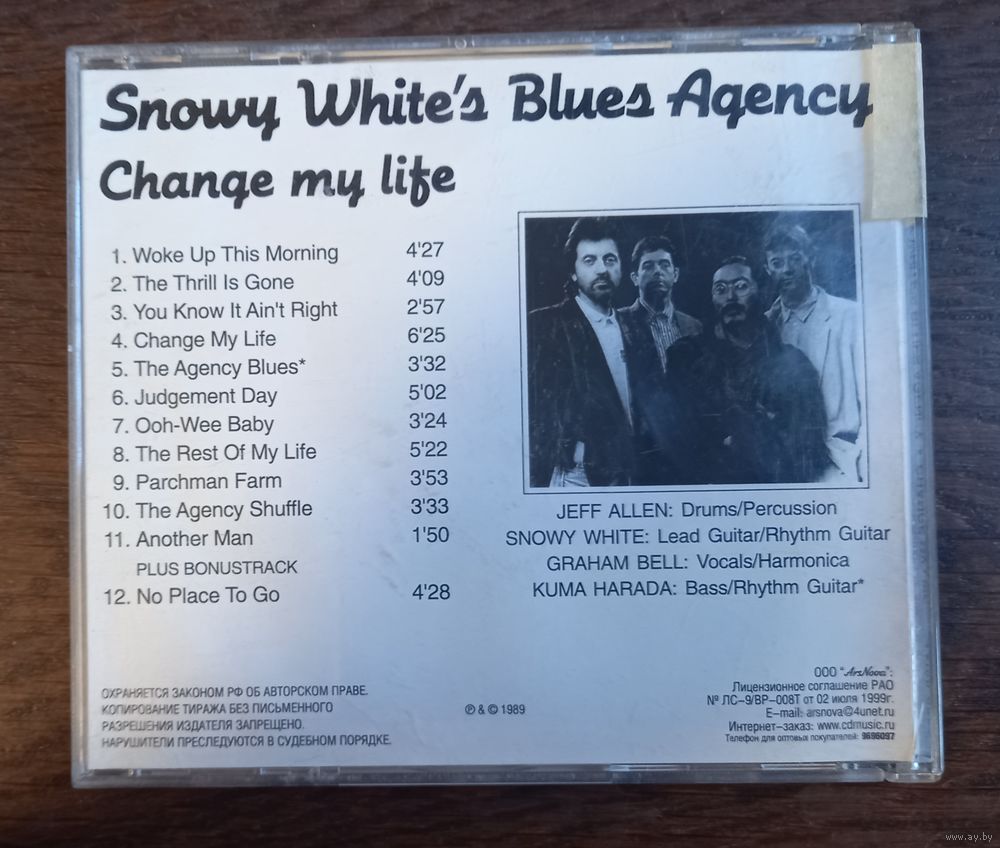 Snowy White's Blues Agency
Change my life
1. Woke Up This Morning 4'27
2. The Thrill Is Gone 4'09
3. You Know It Ain't Right 2'57
4. Change My Life 6'25
5. The Agency Blues* 3'32
6. Judgement Day 5'02
7. Ooh-Wee Baby 3'24
8. The Rest Of My Life 5'22
9. Parchman Farm 3'53
10. The Agency Shuffle 3'33
11. Another Man 1'50
PLUS BONUSTRACK
12. No Place To Go 4'28
JEFF ALLEN: Drums/Percussion
SNOWY WHITE: Lead Guitar/Rhythm Guitar
GRAHAM BELL: Vocals/Harmonica
KUMA HARADA: Bass/Rhythm Guitar*
ОХРАНЯЕТСЯ ЗАКОНОМ РФ ОБ АВТОРСКОМ ПРАВЕ.
КОПИРОВАНИЕ ТИРАЖА БЕЗ ПИСЬМЕННОГО
РАЗРЕШЕНИЯ ИЗДАТЕЛЯ ЗАПРЕЩЕНО.
НАРУШИТЕЛИ ПРЕСЛЕДУЮТСЯ В СУДЕБНОМ ПОРЯДКЕ.
℗ & © 1989
ООО "ArsNova":
Лицензионное соглашение РАО
№ ЛС-9/ВР-008Т от 02 июля 1999г.
E-mail: arsnova@4unet.ru
Интернет-заказ: www.cdmusic.ru
Телефон для оптовых покупателей: 9696097
www.ay.by